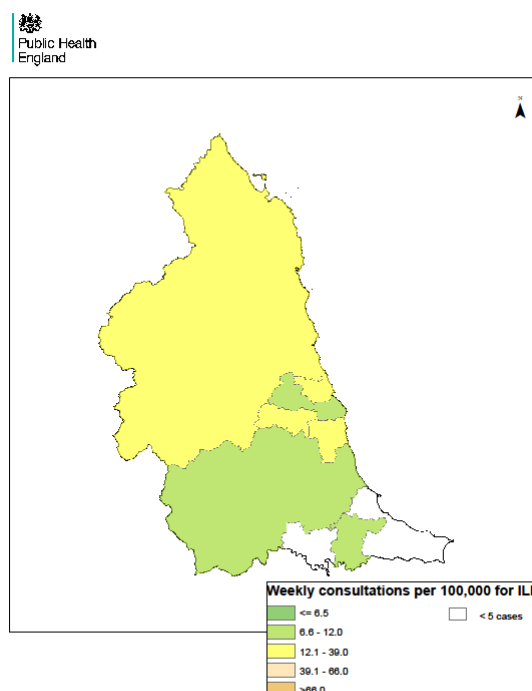 Public Health
England
N
Weekly consultations per 100,000 for ILI
<= 6.5
< 5 cases
6.6 - 12.0
12.1 - 39.0
39.1 - 66.0
>66.0